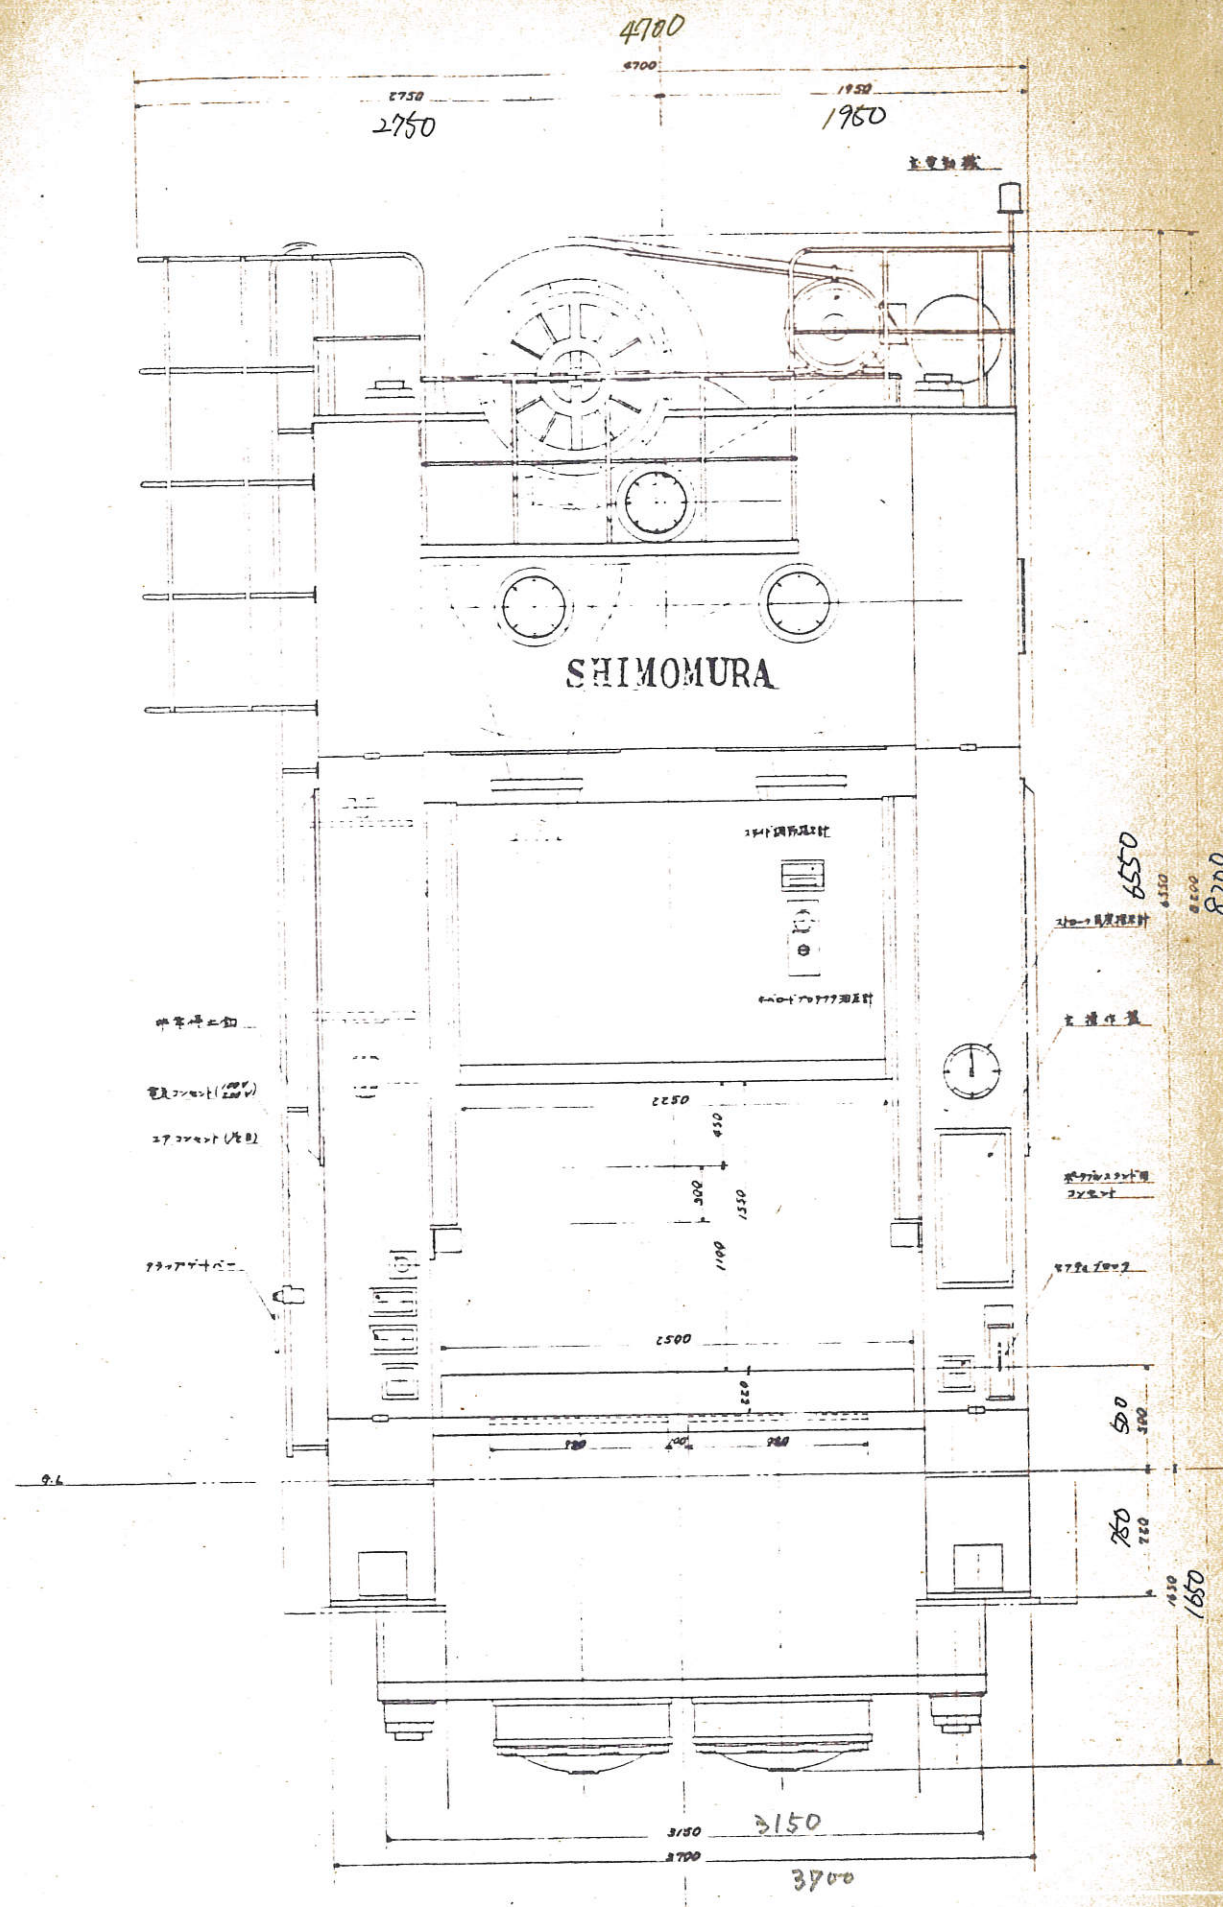 4700
4700
2750
1950
2750
1950
主電動機
SHIMOMURA
スライド調節指示計
6550
6550
8200
8200
ストローク角度指示計
オーバーロードプロテクタ油圧計
非常停止釦
主操作盤
電気コンセント(100V 200V)
2250
エアコンセント(
450
300
1550
ポータブルスタンド用
コンセント
1100
セフティブロック
2500
220
500
500
100
G.L
750
1650
1650
3150
3150
3700
3700